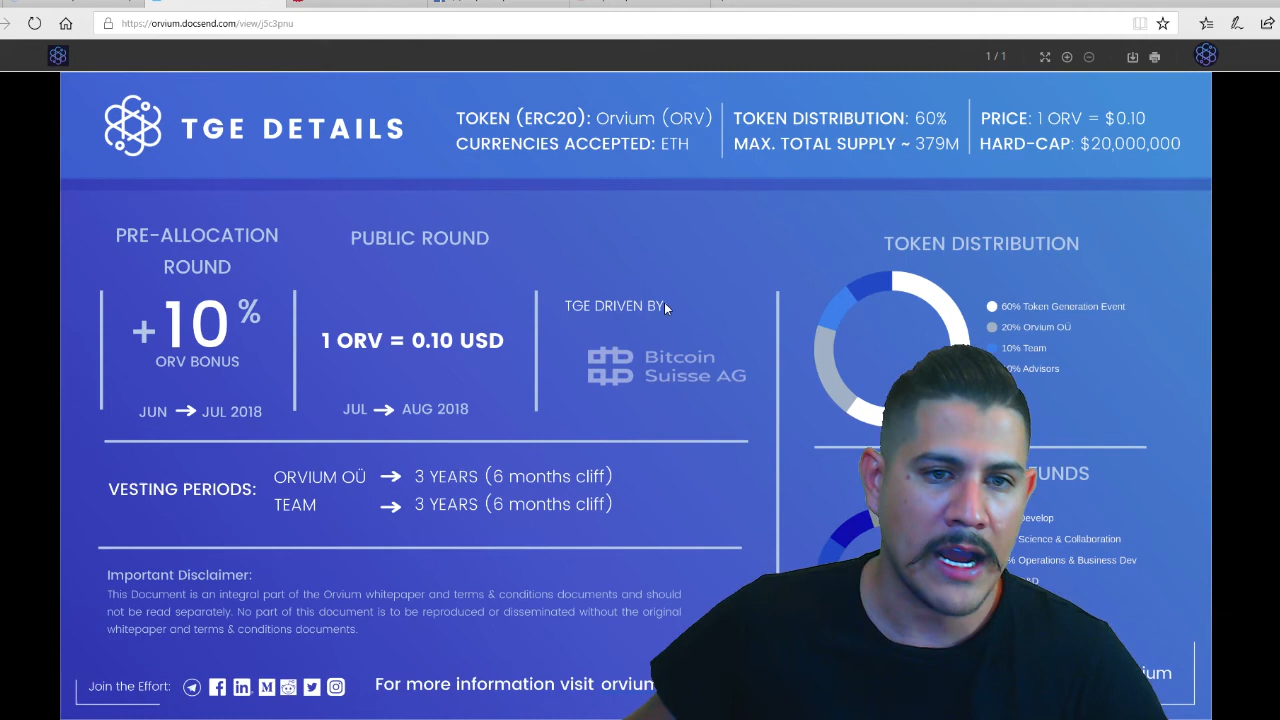 https://orvium.docsend.com/view/j5c3pnu
1 / 1
TGE DETAILS
TOKEN (ERC20): Orvium (ORV)
CURRENCIES ACCEPTED: ETH
TOKEN DISTRIBUTION: 60%
MAX. TOTAL SUPPLY ~ 379M
PRICE: 1 ORV = $0.10
HARD-CAP: $20,000,000
PRE-ALLOCATION
ROUND
+10%
ORV BONUS
JUN → JUL 2018
PUBLIC ROUND
1 ORV = 0.10 USD
JUL → AUG 2018
TGE DRIVEN BY
Bitcoin
Suisse AG
VESTING PERIODS:
ORVIUM OÜ → 3 YEARS (6 months cliff)
TEAM → 3 YEARS (6 months cliff)
Important Disclaimer:
This Document is an integral part of the Orvium whitepaper and terms & conditions documents and should
not be read separately. No part of this document is to be reproduced or disseminated without the original
whitepaper and terms & conditions documents.
TOKEN DISTRIBUTION
60% Token Generation Event
20% Orvium OÜ
10% Team
0% Advisors
UNDS
Develop
Science & Collaboration
% Operations & Business Dev
Join the Effort:
For more information visit orvium
ium